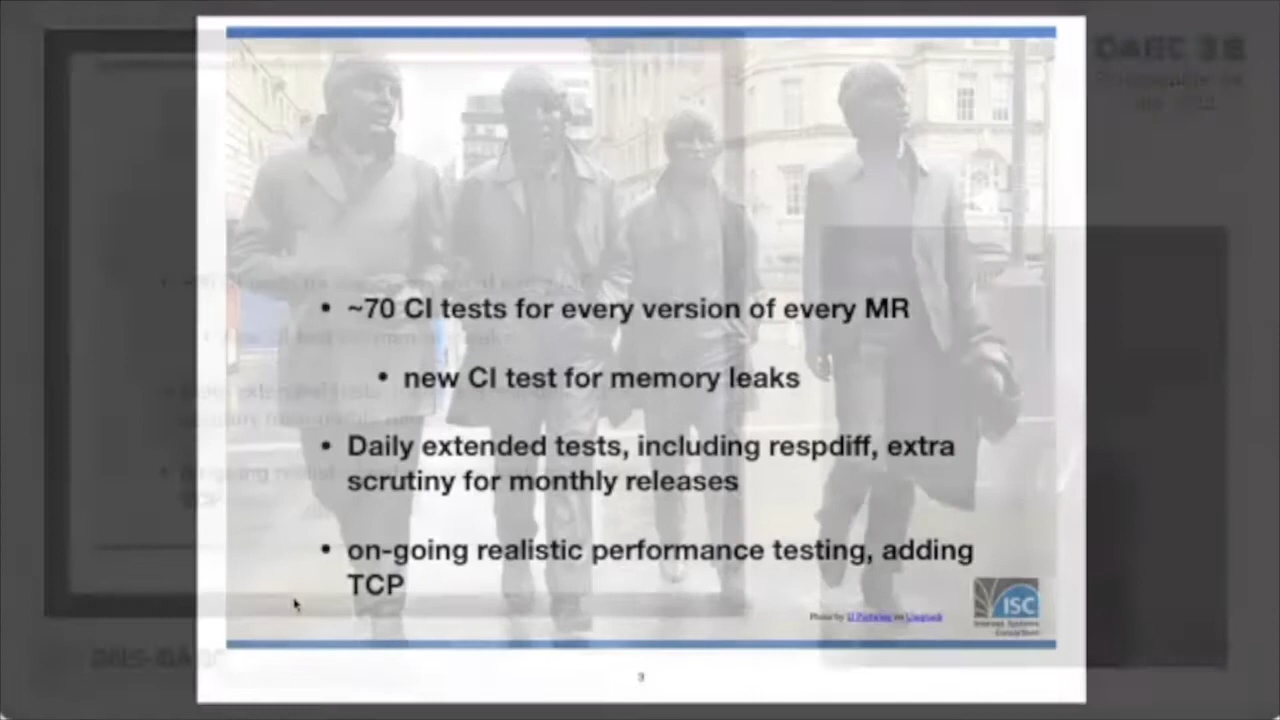 OARC 38
• ~70 CI tests for every version of every MR
• new CI test for memory leaks
• Daily extended tests, including respdiff, extra
scrutiny for monthly releases
• on-going realistic performance testing, adding
TCP
Photo by on Unsplash
ISC
Internet Systems
Consortium
3